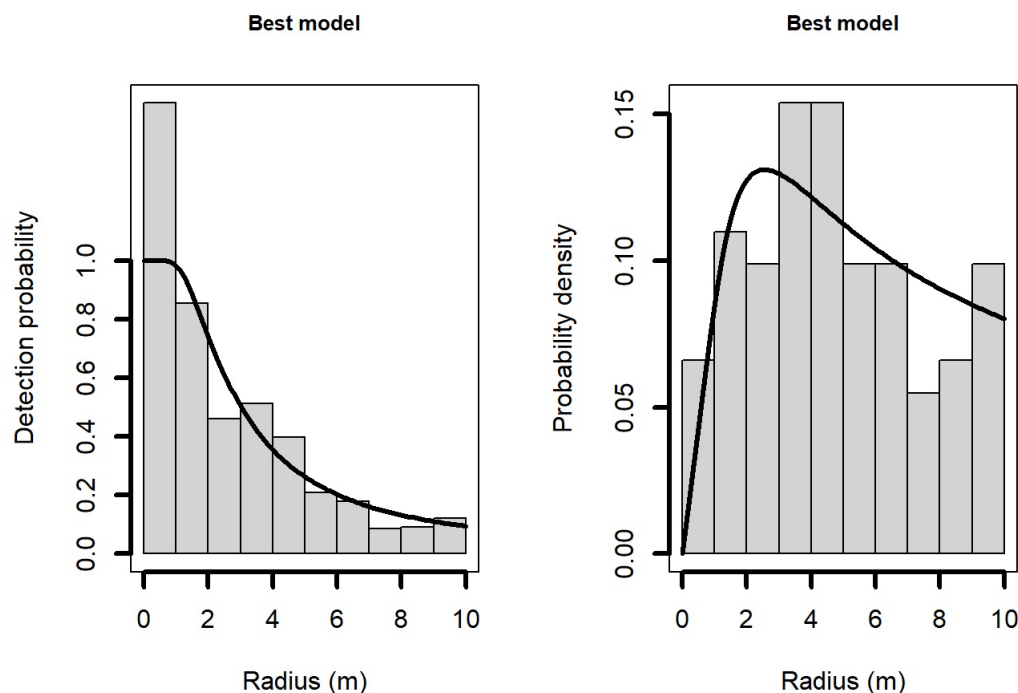 Best model
Detection probability
1.0
0.8
0.6
0.4
0.2
0.0
0 2 4 6 8 10
Radius (m)
Best model
Probability density
0.15
0.10
0.05
0.00
0 2 4 6 8 10
Radius (m)